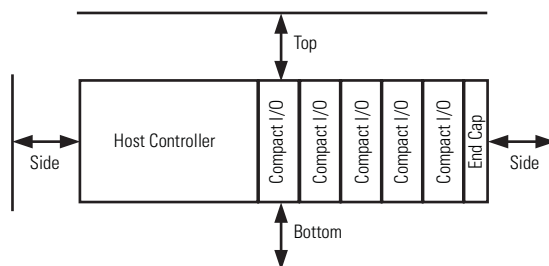 Top
Side
Host Controller
Compact I/O
Compact I/O
Compact I/O
Compact I/O
Compact I/O
End Cap
Side
Bottom